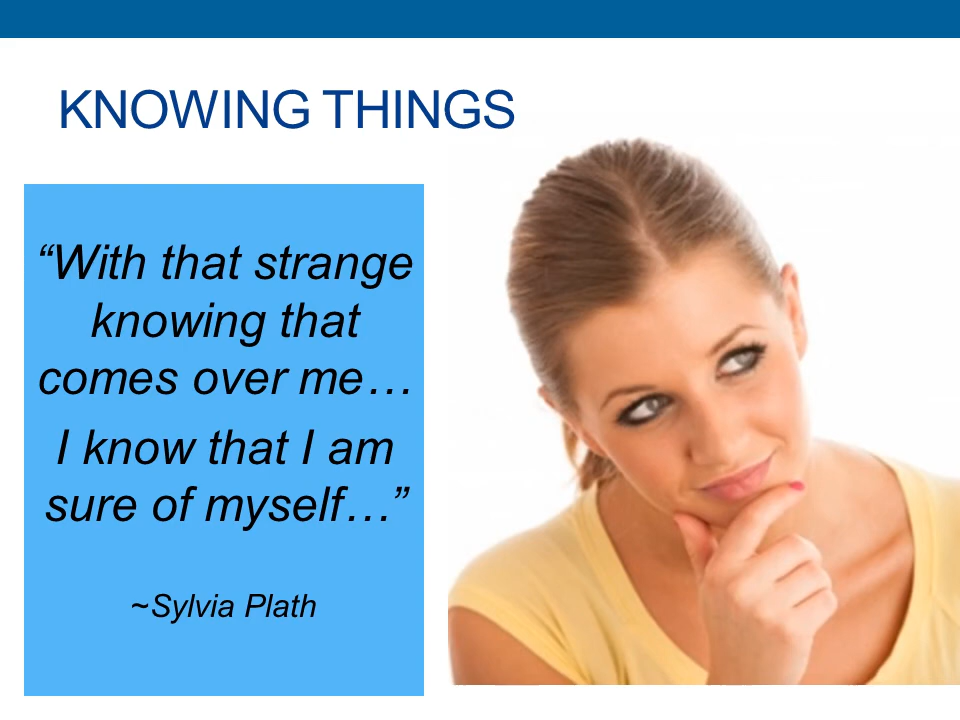 KNOWING THINGS
“With that strange
knowing that
comes over me…
I know that I am
sure of myself…”
~Sylvia Plath